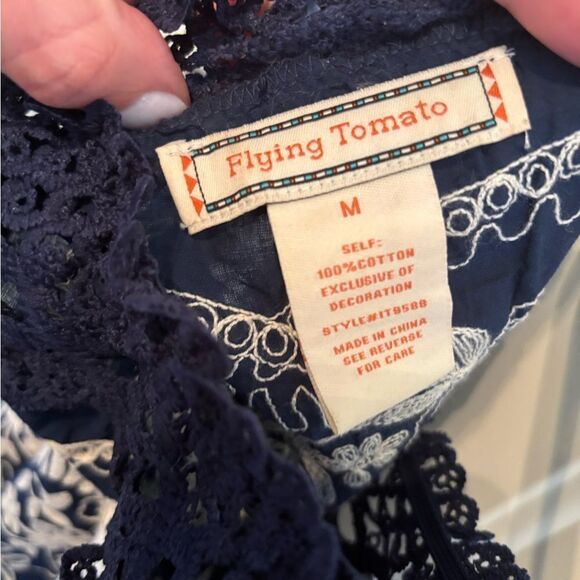 Flying Tomato
M
SELF:
100%COTTON
EXCLUSIVE OF
DECORATION
STYLE#IT9588
MADE IN CHINA
SEE REVERSE
FOR CARE